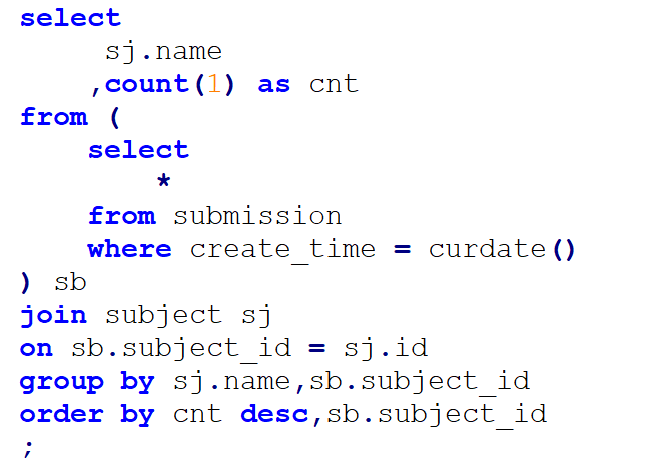 select
     sj.name
    ,count(1) as cnt
from (
    select
        *
    from submission
    where create_time = curdate()
) sb
join subject sj
on sb.subject_id = sj.id
group by sj.name,sb.subject_id
order by cnt desc,sb.subject_id
;